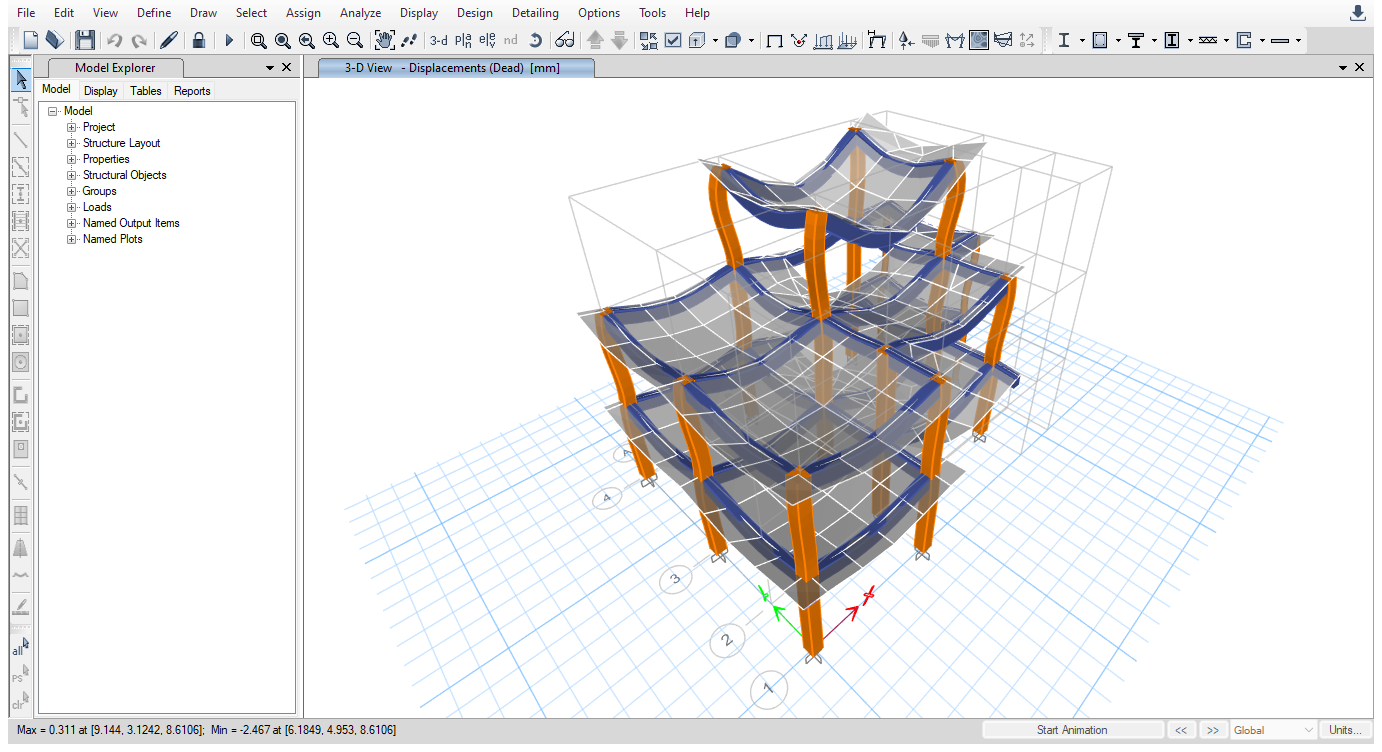 File Edit View Define Draw Select Assign Analyze Display Design Detailing Options Tools Help
3-d pla ele nd
Model Explorer
3-D View - Displacements (Dead) [mm]
Model Display Tables Reports
Model
Project
Structure Layout
Properties
Structural Objects
Groups
Loads
Named Output Items
Named Plots
A
4
3
2
1
all
ps
clr
Max = 0.311 at [9.144, 3.1242, 8.6106]; Min = -2.467 at [6.1849, 4.953, 8.6106]
Start Animation << >> Global Units...